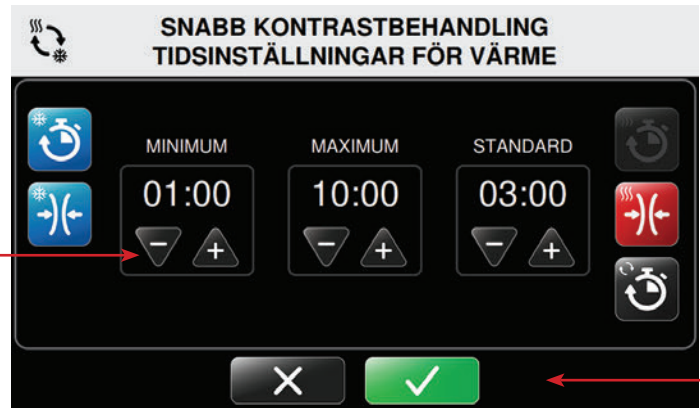 SNABB KONTRASTBEHANDLING
TIDSINSTÄLLNINGAR FÖR VÄRME
MINIMUM MAXIMUM STANDARD
01:00 10:00 03:00